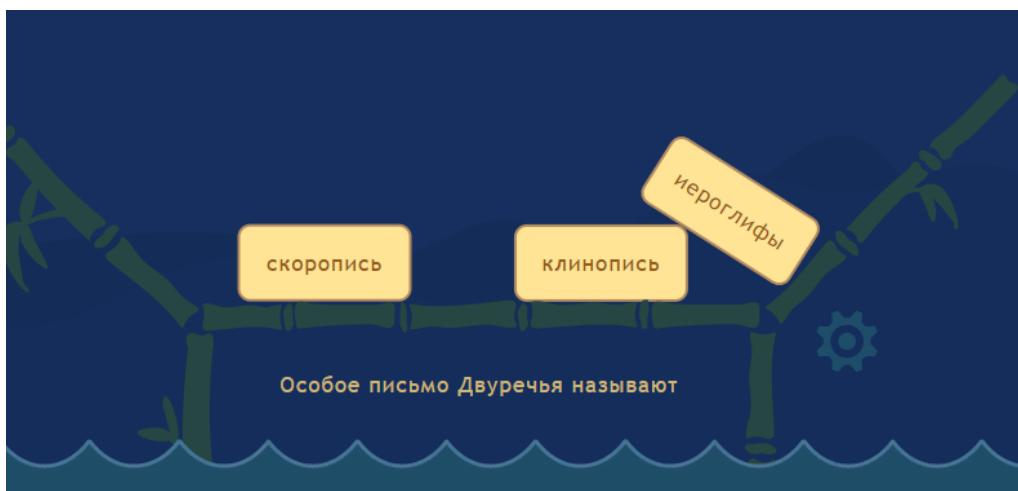 иероглифы
скоропись
клинопись
Особое письмо Двуречья называют